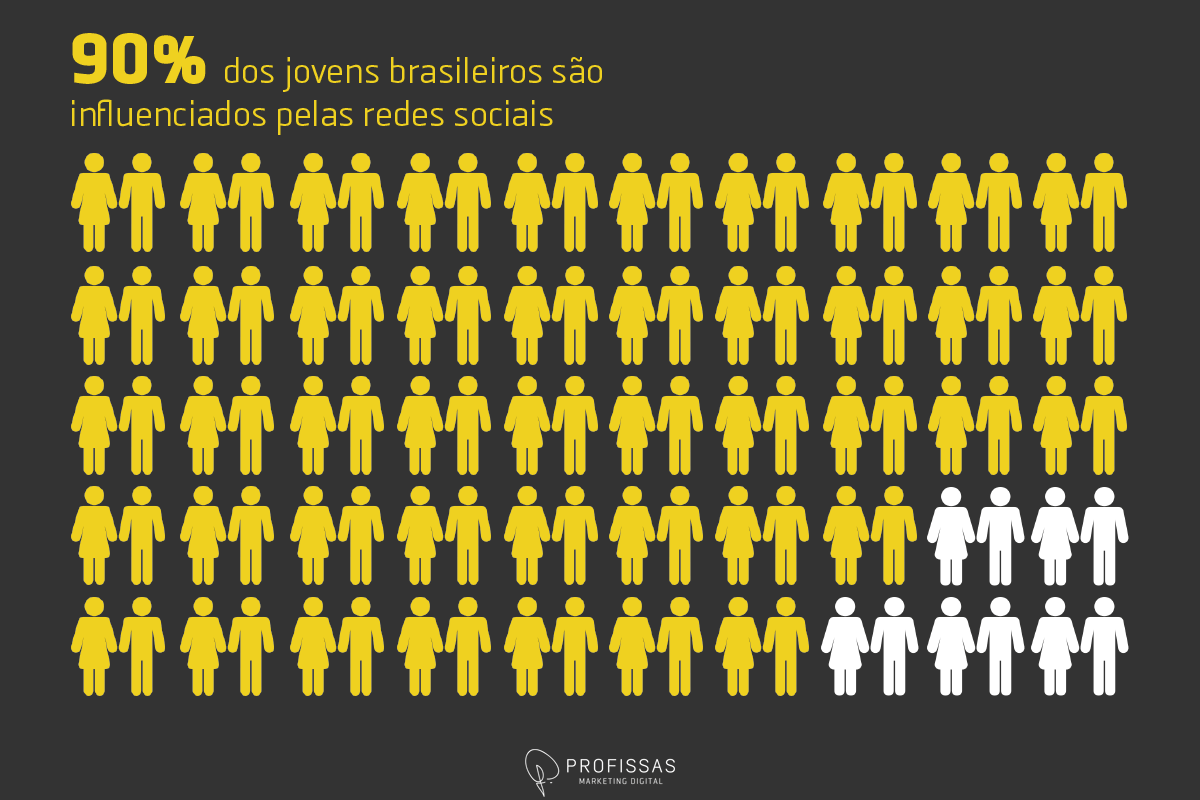 90% dos jovens brasileiros são
influenciados pelas redes sociais
PROFISSAS
MARKETING DIGITAL